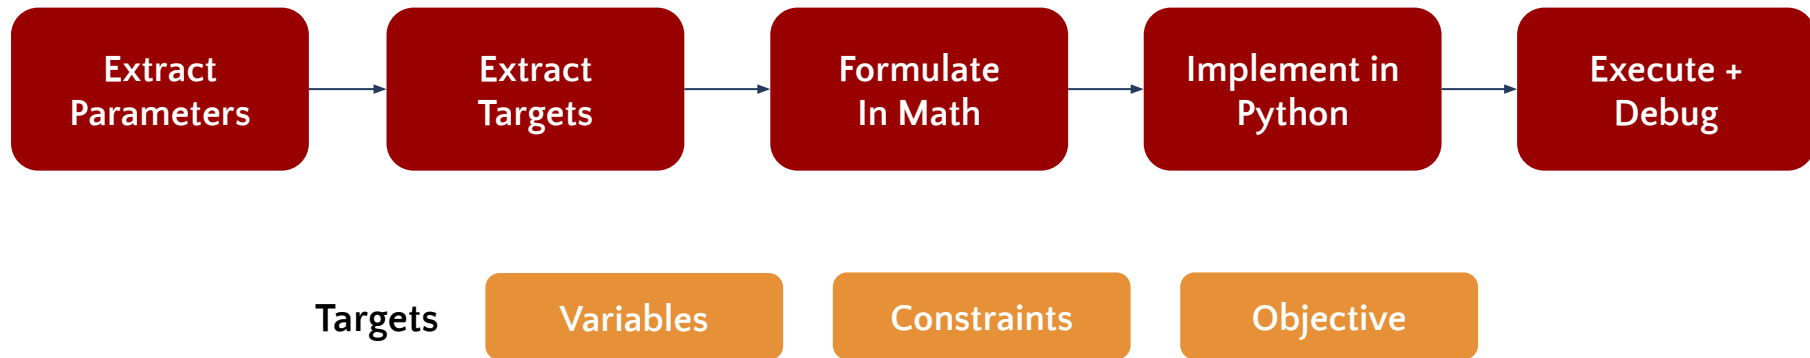 Extract
Parameters
Extract
Targets
Formulate
In Math
Implement in
Python
Execute +
Debug
Targets
Variables
Constraints
Objective